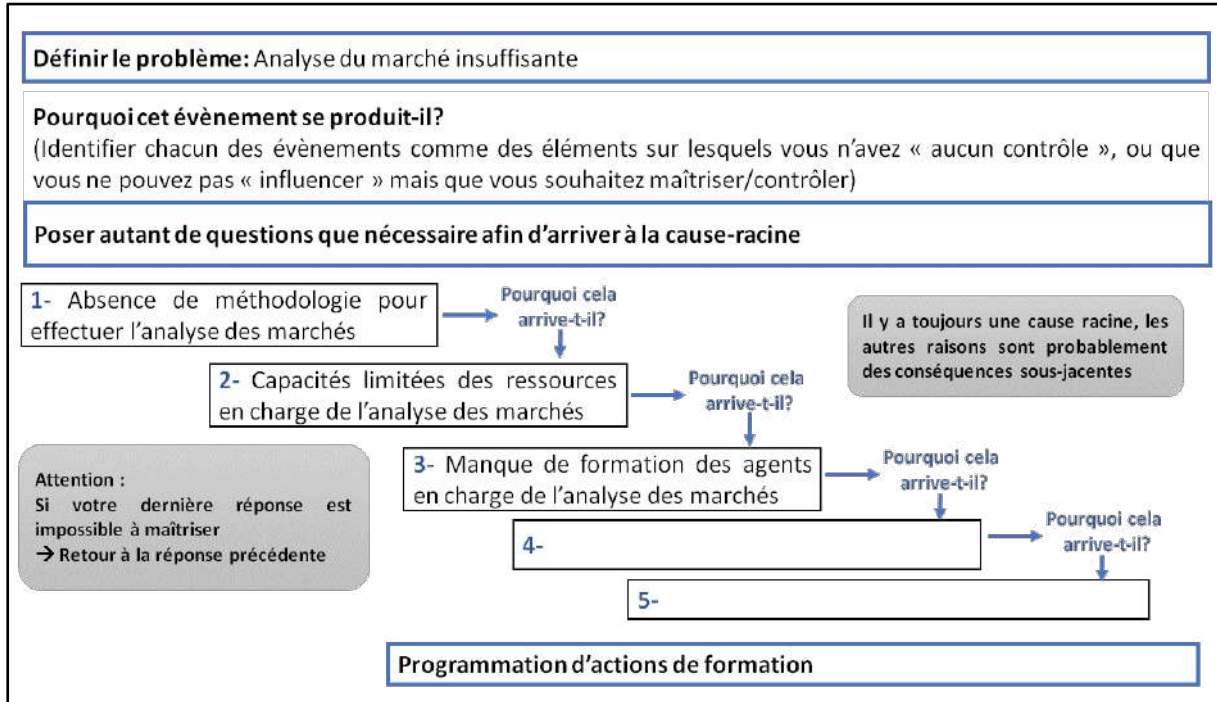 Définir le problème: Analyse du marché insuffisante
Pourquoi cet évènement se produit-il?
(Identifier chacun des évènements comme des éléments sur lesquels vous n'avez « aucun contrôle », ou que
vous ne pouvez pas « influencer » mais que vous souhaitez maîtriser/contrôler)
Poser autant de questions que nécessaire afin d'arriver à la cause-racine
1- Absence de méthodologie pour
effectuer l'analyse des marchés
Pourquoi cela
arrive-t-il?
Il y a toujours une cause racine, les
autres raisons sont probablement
des conséquences sous-jacentes
2- Capacités limitées des ressources
en charge de l'analyse des marchés
Pourquoi cela
arrive-t-il?
Attention :
Si votre dernière réponse est
impossible à maîtriser
→ Retour à la réponse précédente
3- Manque de formation des agents
en charge de l'analyse des marchés
Pourquoi cela
arrive-t-il?
4-
Pourquoi cela
arrive-t-il?
5-
Programmation d'actions de formation